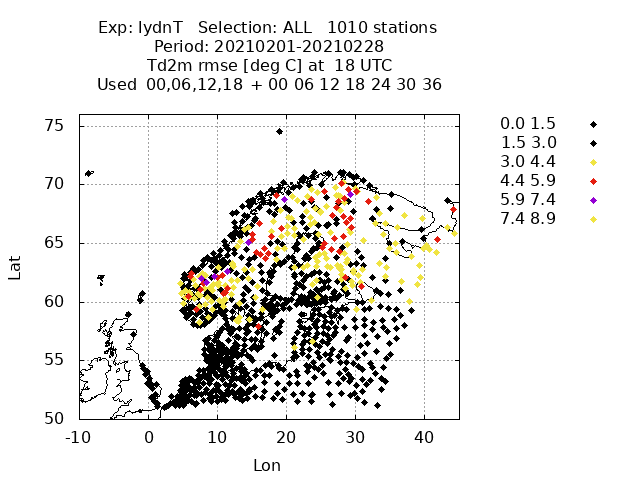 Exp: lydnT   Selection: ALL   1010 stations
Period: 20210201-20210228
Td2m rmse [deg C] at  18 UTC
Used  00,06,12,18  + 00 06 12 18 24 30 36
0.0 1.5
1.5 3.0
3.0 4.4
4.4 5.9
5.9 7.4
7.4 8.9
75
70
65
60
55
50
Lat
-10 0 10 20 30 40
Lon